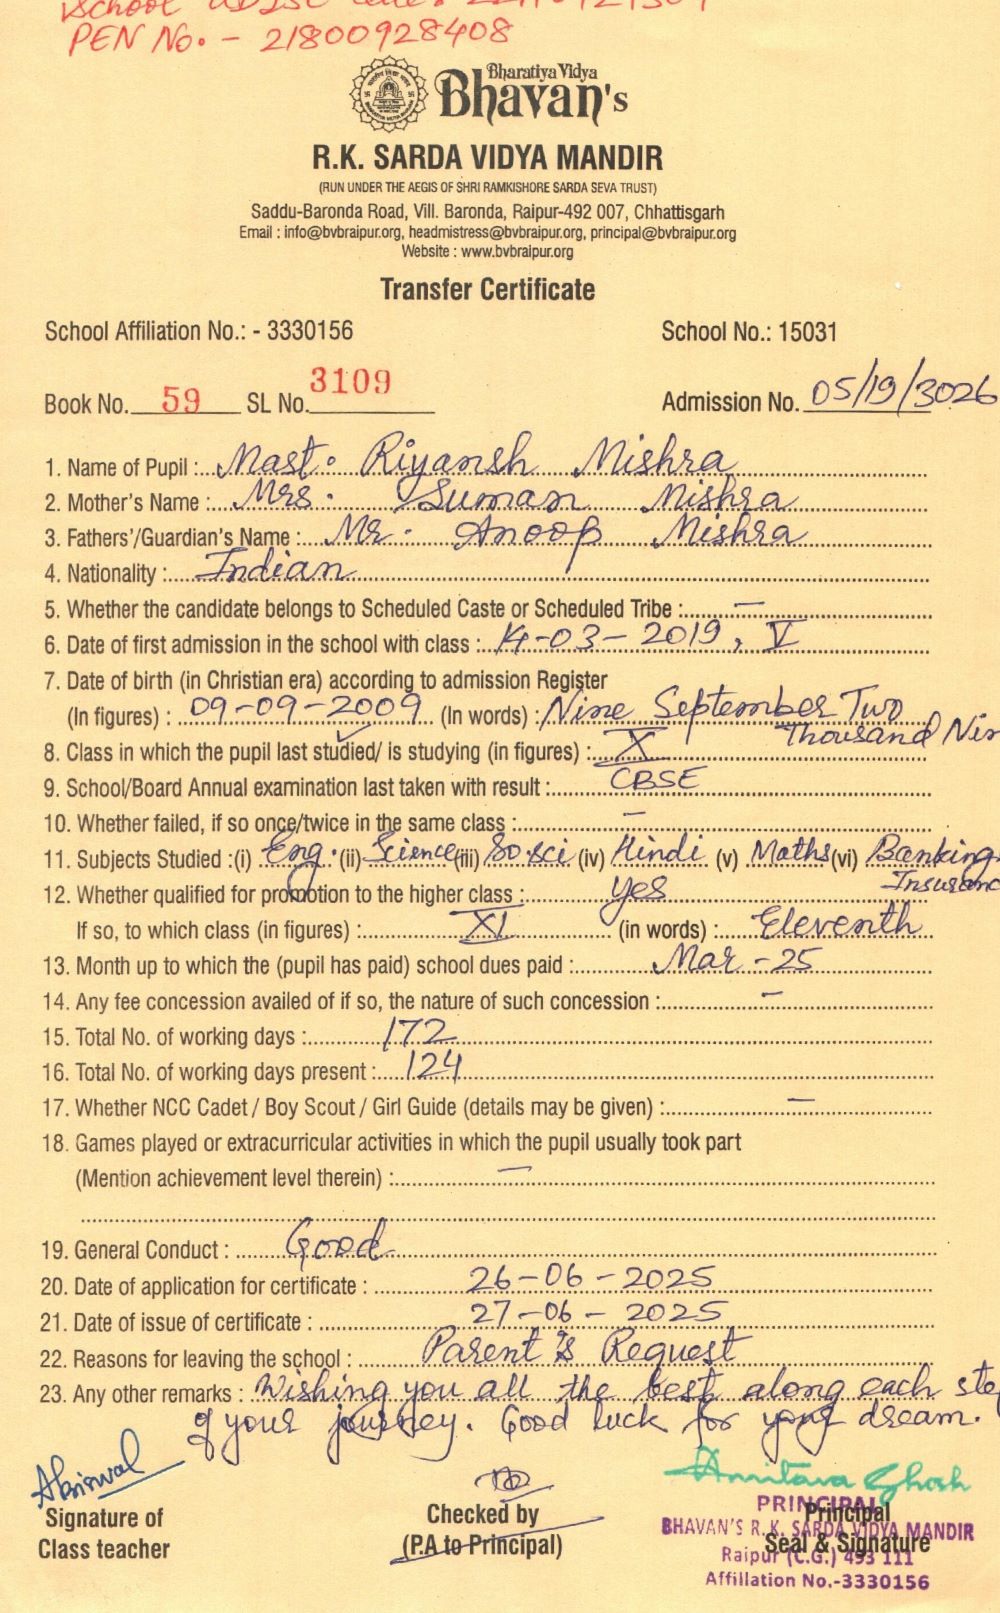 School UDISE Code :
PEN No. - 21800928408
Bharatiya Vidya
Bhavan's
R.K. SARDA VIDYA MANDIR
(RUN UNDER THE AEGIS OF SHRI RAMKISHORE SARDA SEVA TRUST)
Saddu-Baronda Road, Vill. Baronda, Raipur-492 007, Chhattisgarh
Email : info@bvbraipur.org, headmistress@bvbraipur.org, principal@bvbraipur.org
Website : www.bvbraipur.org
Transfer Certificate
School Affiliation No.: - 3330156 School No.: 15031
Book No. 59 SL No. 3109 Admission No. 05/19/3026
1. Name of Pupil : Mast. Riyansh Mishra
2. Mother's Name : Mrs. Suman Mishra
3. Fathers'/Guardian's Name : Mr. Anoop Mishra
4. Nationality : Indian
5. Whether the candidate belongs to Scheduled Caste or Scheduled Tribe : —
6. Date of first admission in the school with class : 14-03-2019, V
7. Date of birth (in Christian era) according to admission Register
(In figures) : 09-09-2009 (In words) : Nine September Two
Thousand Nin
8. Class in which the pupil last studied/ is studying (in figures) : X
9. School/Board Annual examination last taken with result : CBSE
10. Whether failed, if so once/twice in the same class : —
11. Subjects Studied :(i) Eng. (ii) Science (iii) So.sci (iv) Hindi (v) Maths (vi) Banking
Insuranc
12. Whether qualified for promotion to the higher class : Yes
If so, to which class (in figures) : XI (in words) : Eleventh
13. Month up to which the (pupil has paid) school dues paid : Mar - 25
14. Any fee concession availed of if so, the nature of such concession : —
15. Total No. of working days : 172
16. Total No. of working days present : 124
17. Whether NCC Cadet / Boy Scout / Girl Guide (details may be given) : —
18. Games played or extracurricular activities in which the pupil usually took part
(Mention achievement level therein) : —
19. General Conduct : Good
20. Date of application for certificate : 26-06-2025
21. Date of issue of certificate : 27-06-2025
22. Reasons for leaving the school : Parent's Request
23. Any other remarks : Wishing you all the best along each step
of your journey. Good luck for your dream.
Signature of
Class teacher
Checked by
(P.A to Principal)
Amitava Ghosh
PRINCIPAL
Principal
BHAVAN'S R. K. SARDA VIDYA MANDIR
Seal & Signature
Raipur (C.G.) 493 111
Affillation No.-3330156